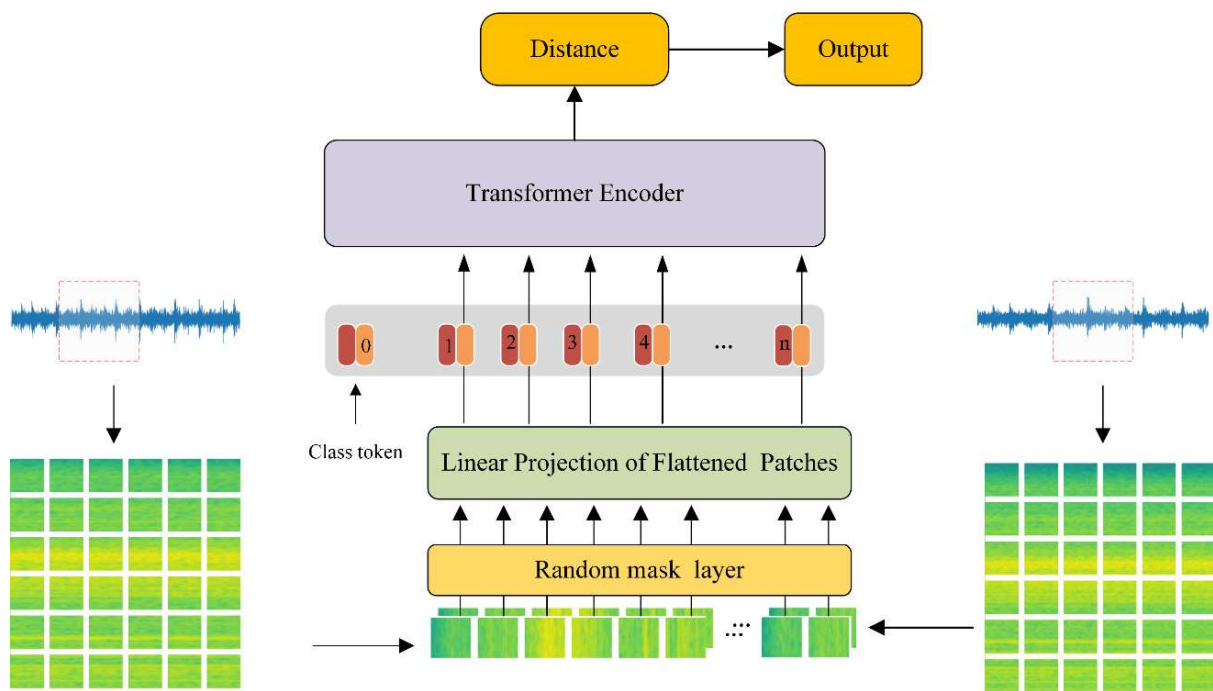 Distance
Output
Transformer Encoder
0
1
2
3
4
...
n
Class token
Linear Projection of Flattened Patches
Random mask layer